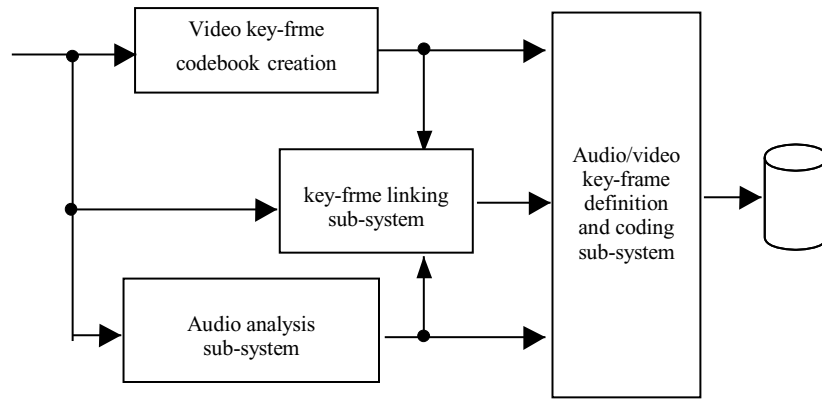 Video key-frme
codebook creation
key-frme linking
sub-system
Audio analysis
sub-system
Audio/video
key-frame
definition
and coding
sub-system